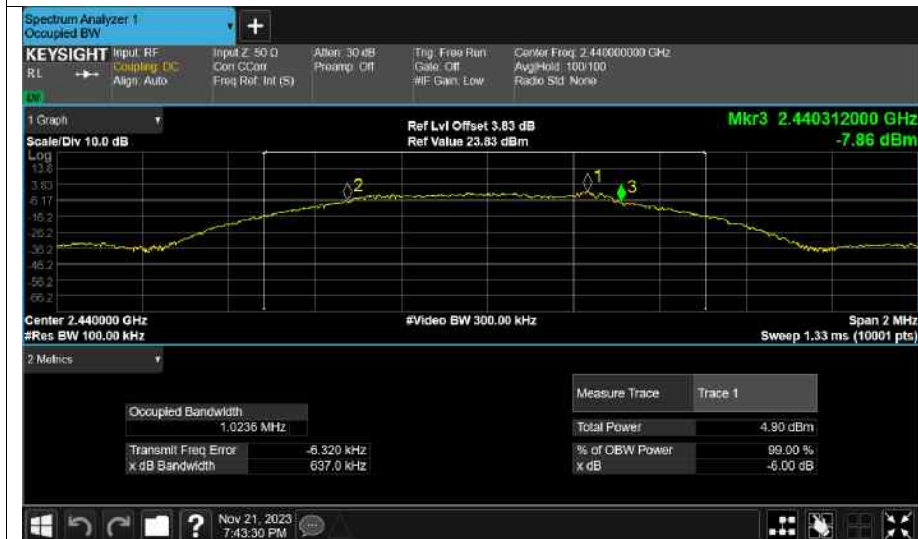 Spectrum Analyzer 1
Occupied BW
+
KEYSIGHT Input: RF Input Z: 50 Ω Atten: 30 dB Trig: Free Run Center Freq: 2.440000000 GHz
RL Coupling: DC Corr CCorr Preamp: Off Gate: Off Avg|Hold: 100/100
Align: Auto Freq Ref: Int (S) #IF Gain: Low Radio Std: None
1 Graph
Ref Lvl Offset 3.83 dB Mkr3 2.440312000 GHz
Scale/Div 10.0 dB Ref Value 23.83 dBm -7.86 dBm
Log
13.8
3.83
-6.17
-16.2
-26.2
-36.2
-46.2
-56.2
-66.2
2
1
3
Center 2.440000 GHz #Video BW 300.00 kHz Span 2 MHz
#Res BW 100.00 kHz Sweep 1.33 ms (10001 pts)
2 Metrics
Measure Trace Trace 1
Occupied Bandwidth
1.0236 MHz Total Power 4.90 dBm
Transmit Freq Error -6.320 kHz % of OBW Power 99.00 %
x dB Bandwidth 637.0 kHz x dB -6.00 dB
? Nov 21, 2023
7:43:30 PM